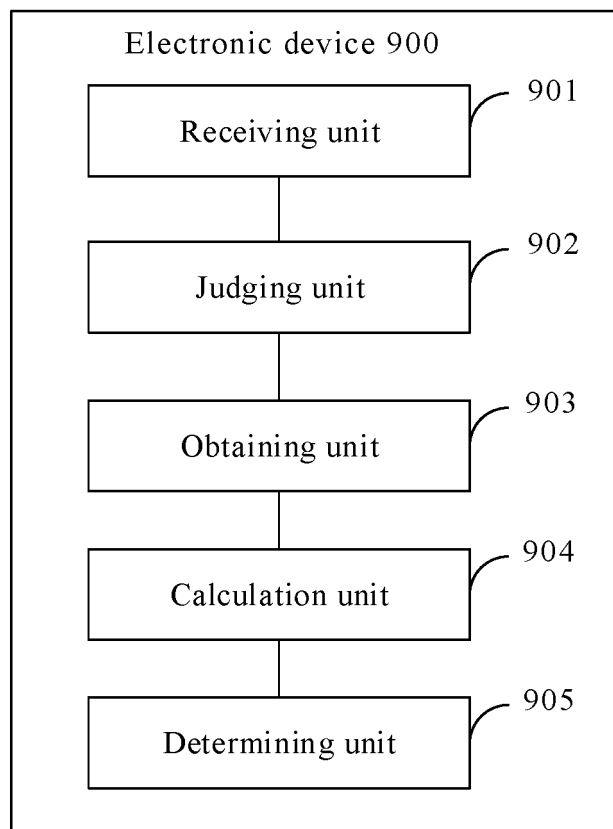 Electronic device 900
901
Receiving unit
902
Judging unit
903
Obtaining unit
904
Calculation unit
905
Determining unit